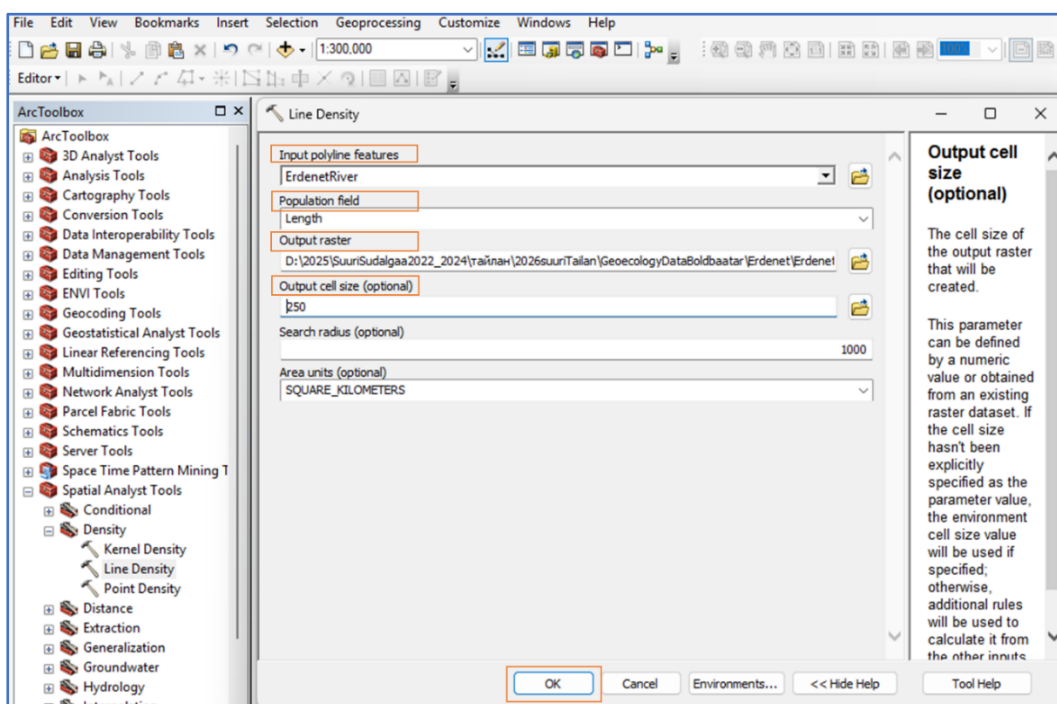 File Edit View Bookmarks Insert Selection Geoprocessing Customize Windows Help
1:300,000
Editor
ArcToolbox
ArcToolbox
3D Analyst Tools
Analysis Tools
Cartography Tools
Conversion Tools
Data Interoperability Tools
Data Management Tools
Editing Tools
ENVI Tools
Geocoding Tools
Geostatistical Analyst Tools
Linear Referencing Tools
Multidimension Tools
Network Analyst Tools
Parcel Fabric Tools
Schematics Tools
Server Tools
Space Time Pattern Mining T
Spatial Analyst Tools
Conditional
Density
Kernel Density
Line Density
Point Density
Distance
Extraction
Generalization
Groundwater
Hydrology
Line Density
Input polyline features
ErdenetRiver
Population field
Length
Output raster
D:\2025\SuuriSudalgaa2022_2024\тайлан\2026suuriTailan\GeoecologyDataBoldbaatar\Erdenet\Erdenet
Output cell size (optional)
250
Search radius (optional)
1000
Area units (optional)
SQUARE_KILOMETERS
OK Cancel Environments... << Hide Help Tool Help
Output cell
size
(optional)
The cell size of
the output raster
that will be
created.
This parameter
can be defined
by a numeric
value or obtained
from an existing
raster dataset. If
the cell size
hasn't been
explicitly
specified as the
parameter value,
the environment
cell size value
will be used if
specified;
otherwise,
additional rules
will be used to
calculate it from
the other inputs